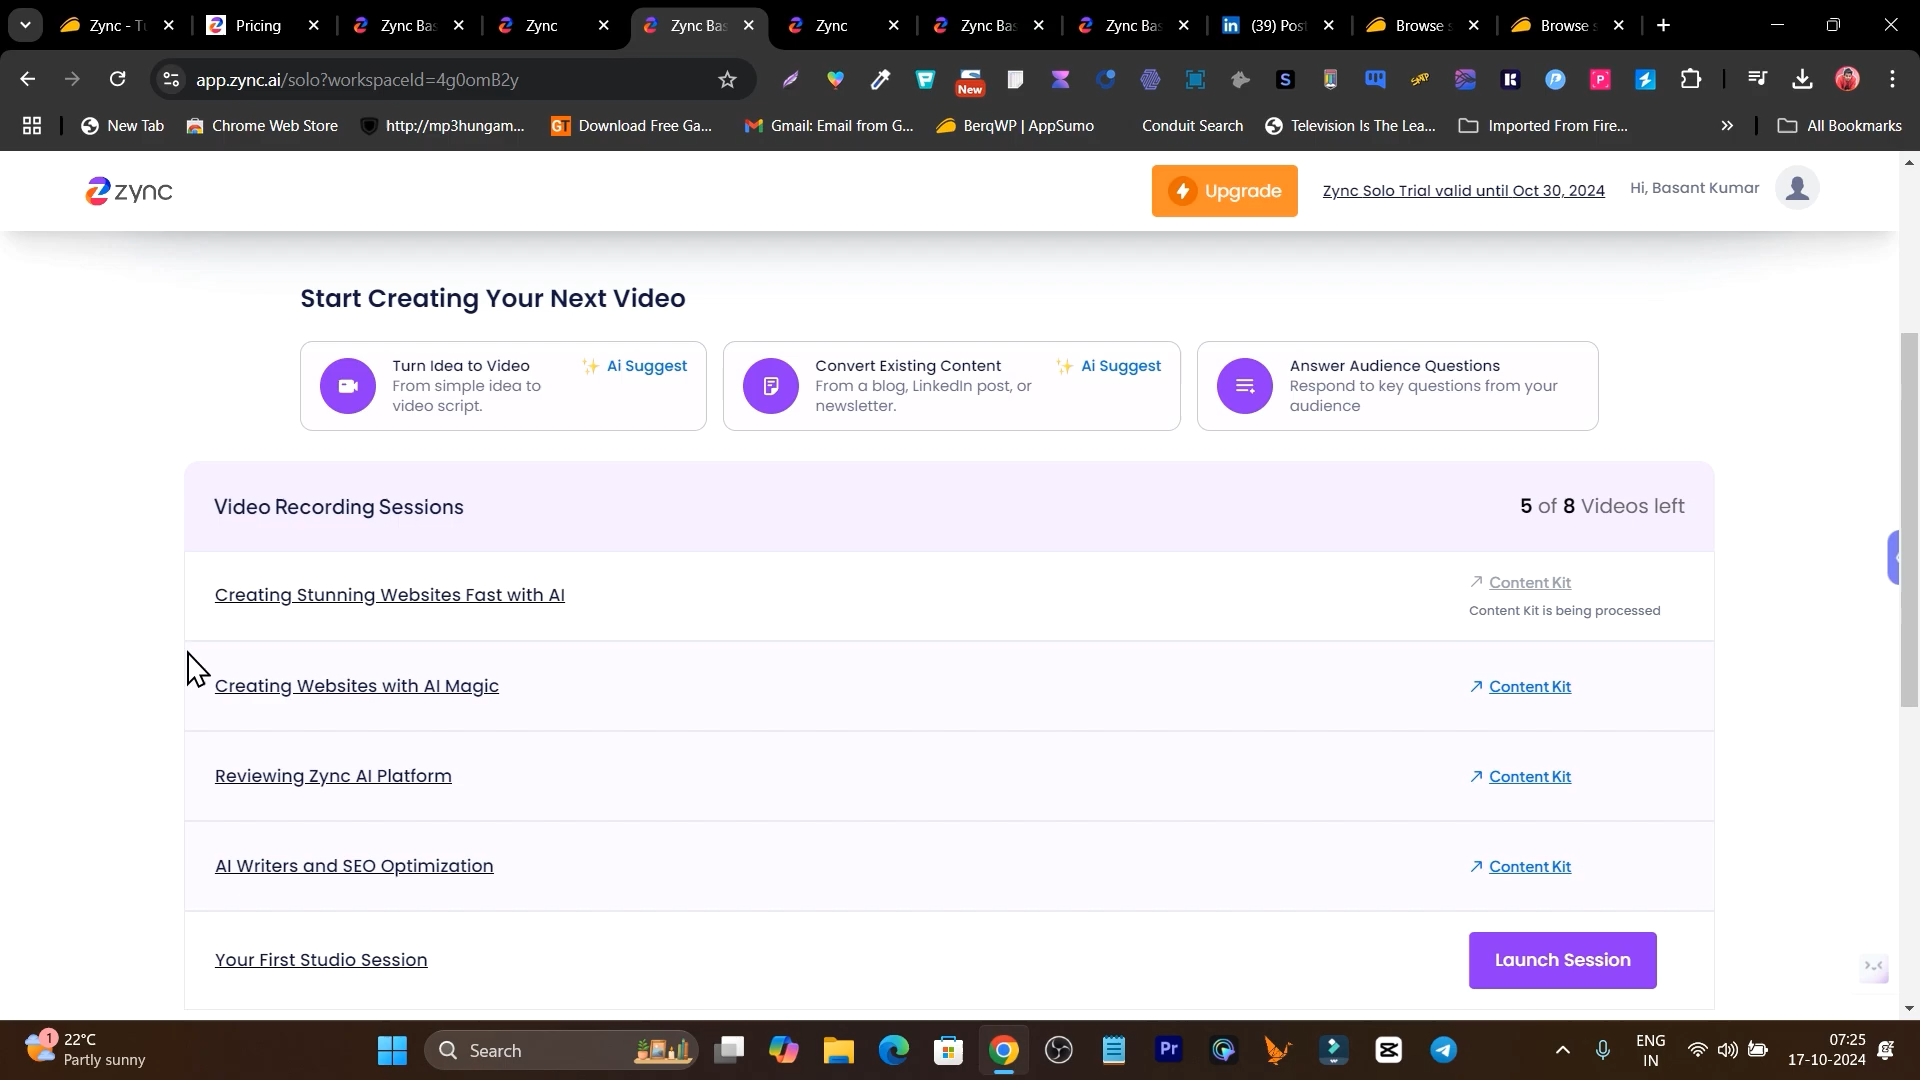 Zync - Tu
Pricing
Zync Bas
Zync
Zync Bas
Zync
Zync Bas
Zync Bas
(39) Post
Browse s
Browse s
app.zync.ai/solo?workspaceId=4g0omB2y
New
New Tab
Chrome Web Store
http://mp3hungam...
Download Free Ga...
Gmail: Email from G...
BerqWP | AppSumo
Conduit Search
Television Is The Lea...
Imported From Fire...
All Bookmarks
zync
Upgrade
Zync Solo Trial valid until Oct 30, 2024
Hi, Basant Kumar
Start Creating Your Next Video
Turn Idea to Video
Ai Suggest
From simple idea to
video script.
Convert Existing Content
Ai Suggest
From a blog, LinkedIn post, or
newsletter.
Answer Audience Questions
Respond to key questions from your
audience
Video Recording Sessions
5 of 8 Videos left
Creating Stunning Websites Fast with AI
Content Kit
Content Kit is being processed
Creating Websites with AI Magic
Content Kit
Reviewing Zync AI Platform
Content Kit
AI Writers and SEO Optimization
Content Kit
Your First Studio Session
Launch Session
1
22°C
Partly sunny
Search
Pr
ENG
IN
07:25
17-10-2024